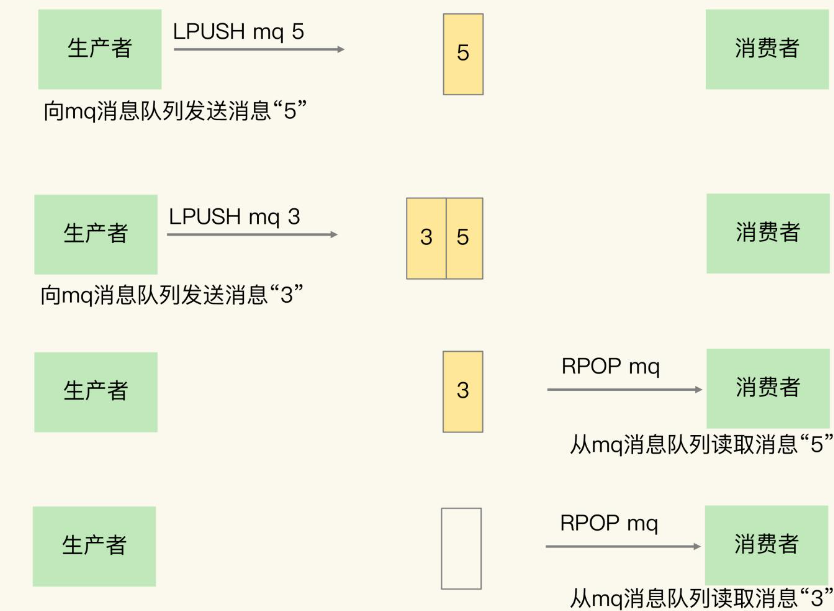 生产者 LPUSH mq 5 5 消费者
向mq消息队列发送消息“5”
生产者 LPUSH mq 3 3 5 消费者
向mq消息队列发送消息“3”
生产者 3 RPOP mq 消费者
从mq消息队列读取消息“5”
生产者 RPOP mq 消费者
从mq消息队列读取消息“3”